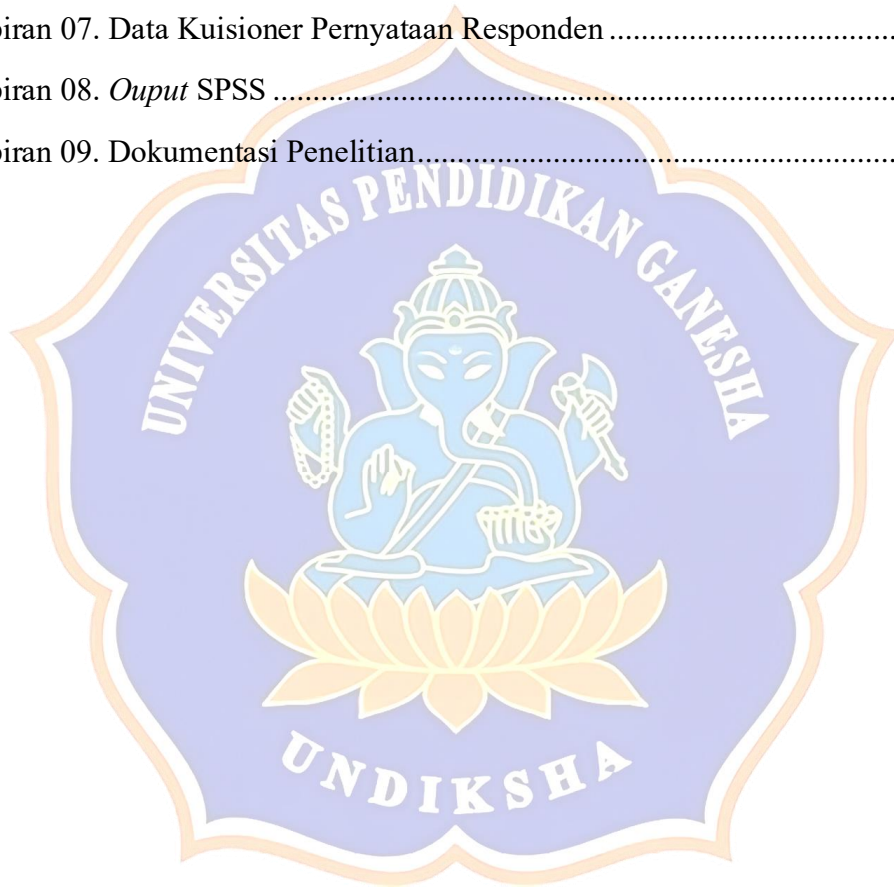 piran 07. Data Kuisioner Pernyataan Responden ....................................
piran 08. Ouput SPSS ....................................................................................
piran 09. Dokumentasi Penelitian................................................................
UNIVERSITAS PENDIDIKAN GANESHA
UNDIKSHA